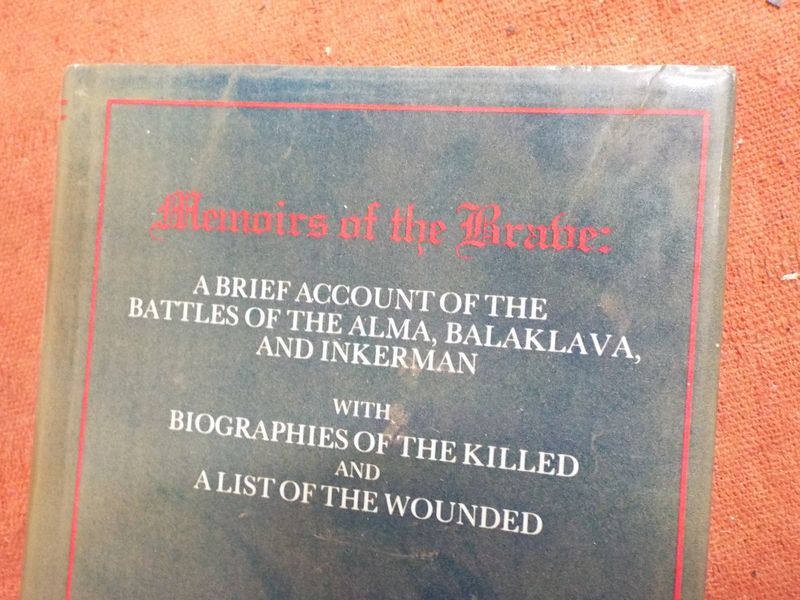 Memoirs of the Brave:
A BRIEF ACCOUNT OF THE
BATTLES OF THE ALMA, BALAKLAVA,
AND INKERMAN
WITH
BIOGRAPHIES OF THE KILLED
AND
A LIST OF THE WOUNDED